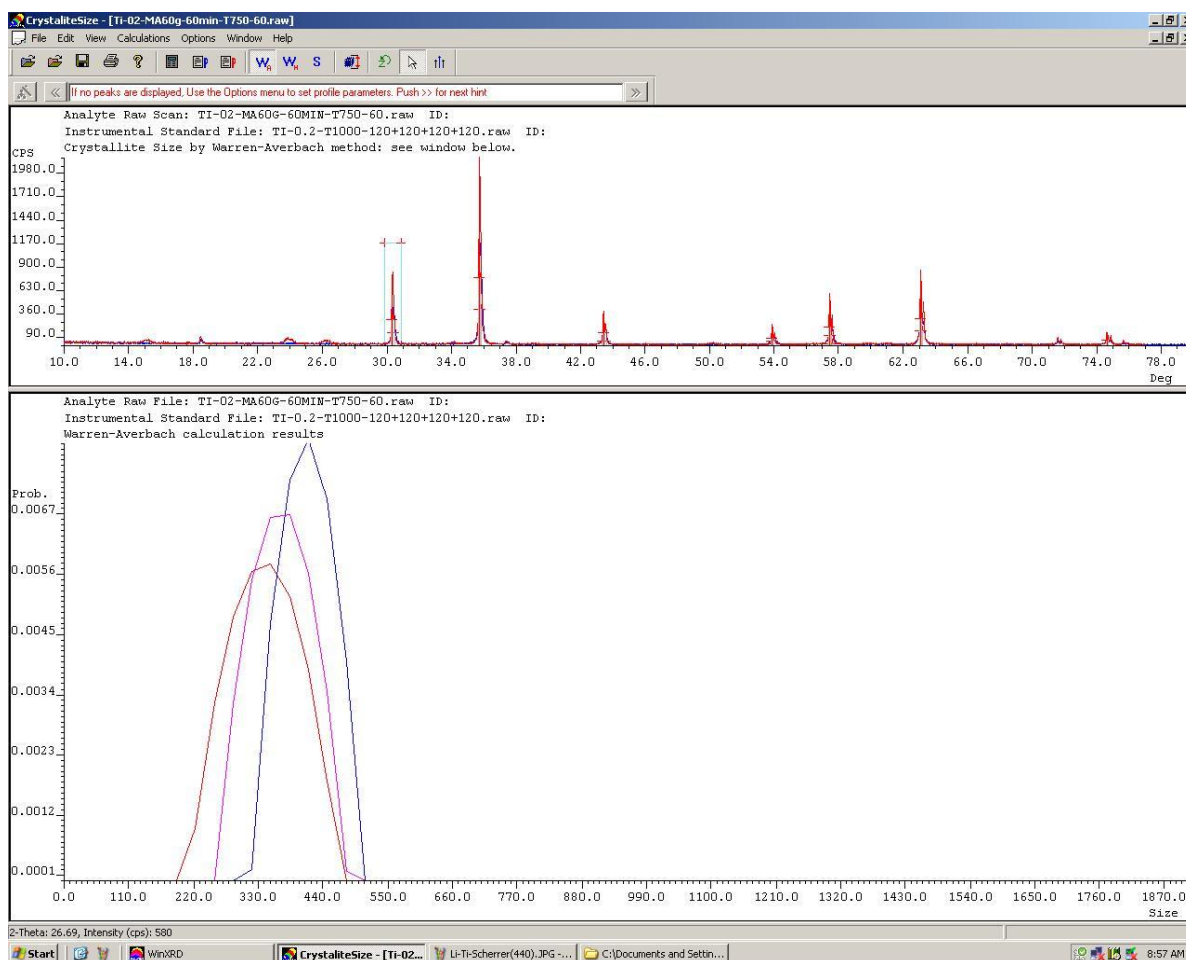 CrystaliteSize - [Ti-02-MA60g-60min-T750-60.raw]
File Edit View Calculations Options Window Help
W_A W_H S
If no peaks are displayed, Use the Options menu to set profile parameters. Push >> for next hint
Analyte Raw Scan: TI-02-MA60G-60MIN-T750-60.raw ID:
Instrumental Standard File: TI-0.2-T1000-120+120+120+120.raw ID:
Crystallite Size by Warren-Averbach method: see window below.
CPS
1980.0
1710.0
1440.0
1170.0
900.0
630.0
360.0
90.0
10.0 14.0 18.0 22.0 26.0 30.0 34.0 38.0 42.0 46.0 50.0 54.0 58.0 62.0 66.0 70.0 74.0 78.0
Deg
Analyte Raw File: TI-02-MA60G-60MIN-T750-60.raw ID:
Instrumental Standard File: TI-0.2-T1000-120+120+120+120.raw ID:
Warren-Averbach calculation results
Prob.
0.0067
0.0056
0.0045
0.0034
0.0023
0.0012
0.0001
0.0 110.0 220.0 330.0 440.0 550.0 660.0 770.0 880.0 990.0 1100.0 1210.0 1320.0 1430.0 1540.0 1650.0 1760.0 1870.0
Size
2-Theta: 26.69, Intensity (cps): 580
Start WinXRD CrystaliteSize - [Ti-02... Li-Ti-Scherrer(440).JPG -... C:\Documents and Settin... 8:57 AM